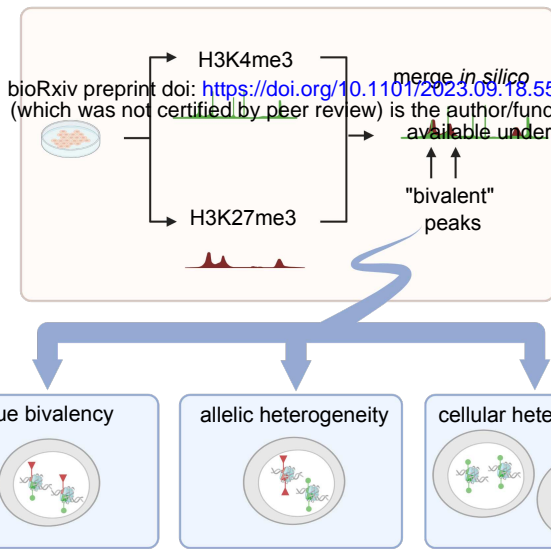 H3K4me3
merge in silico
bioRxiv preprint doi: https://doi.org/10.1101/2023.09.18.55
(which was not certified by peer review) is the author/func
available under
"bivalent"
peaks
H3K27me3
ue bivalency
allelic heterogeneity
cellular hete